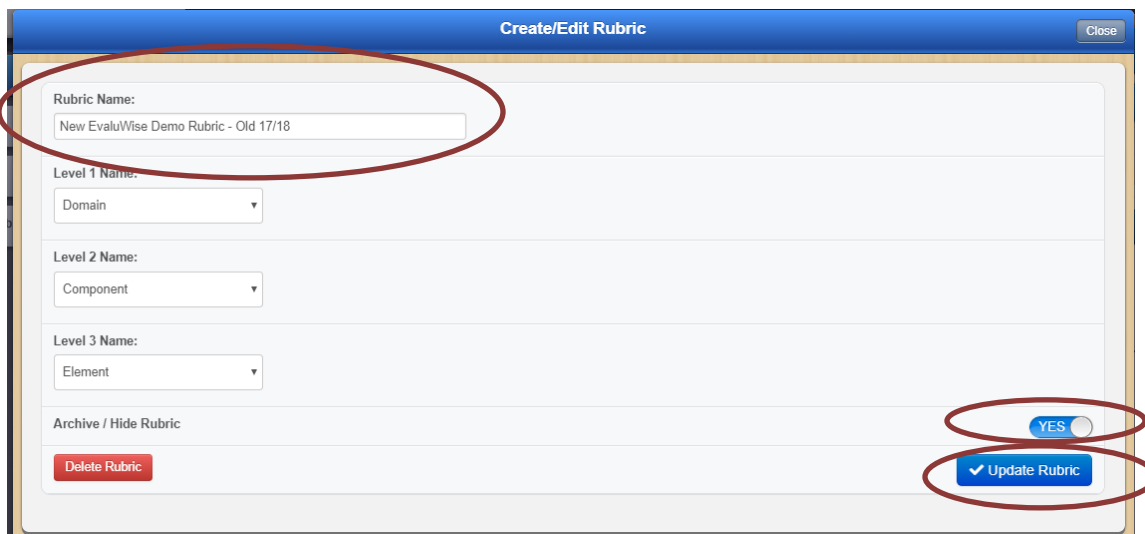 Create/Edit Rubric
Close
Rubric Name:
New EvaluWise Demo Rubric - Old 17/18
Level 1 Name:
Domain
Level 2 Name:
Component
Level 3 Name:
Element
Archive / Hide Rubric
YES
Delete Rubric
Update Rubric